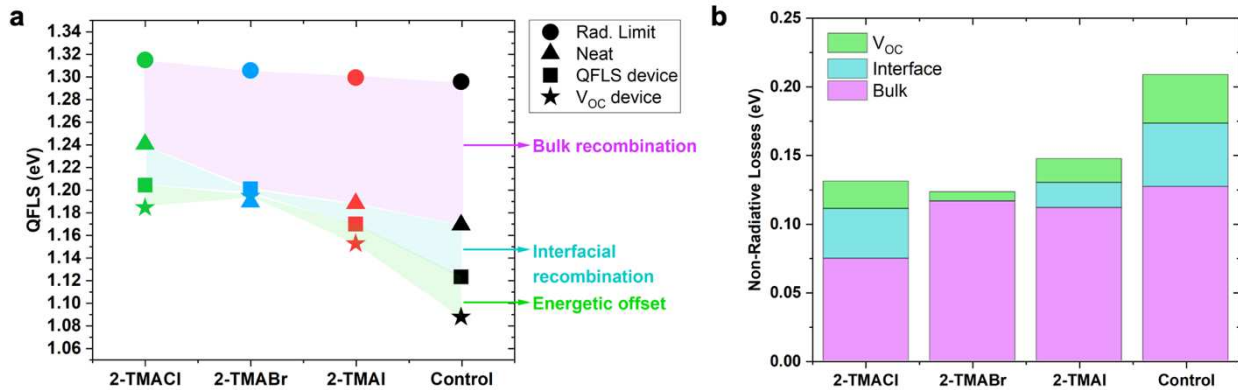 a
QFLS (eV)
1.34
1.32
1.30
1.28
1.26
1.24
1.22
1.20
1.18
1.16
1.14
1.12
1.10
1.08
1.06
2-TMACl
2-TMABr
2-TMAI
Control
Rad. Limit
Neat
QFLS device
VOC device
Bulk recombination
Interfacial
recombination
Energetic offset
b
Non-Radiative Losses (eV)
0.25
0.20
0.15
0.10
0.05
0.00
VOC
Interface
Bulk
2-TMACl
2-TMABr
2-TMAI
Control